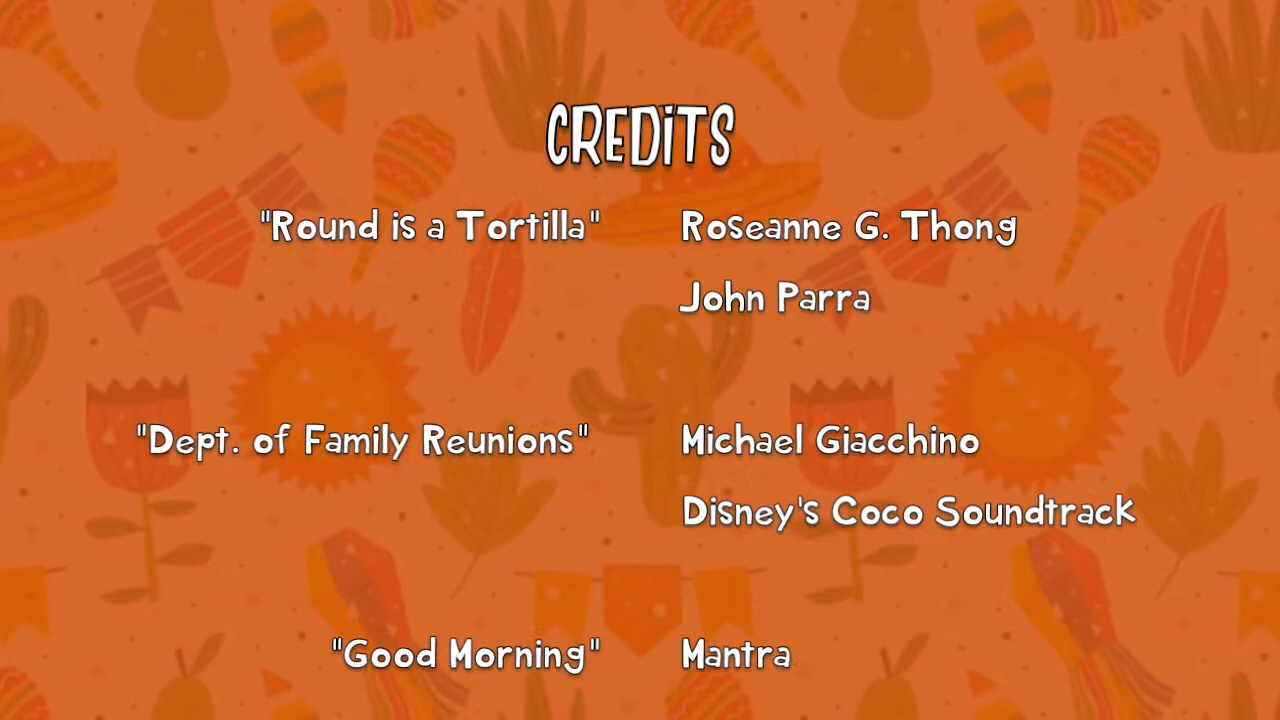 CREDITS
"Round is a Tortilla" Roseanne G. Thong
John Parra
"Dept. of Family Reunions" Michael Giacchino
Disney's Coco Soundtrack
"Good Morning" Mantra